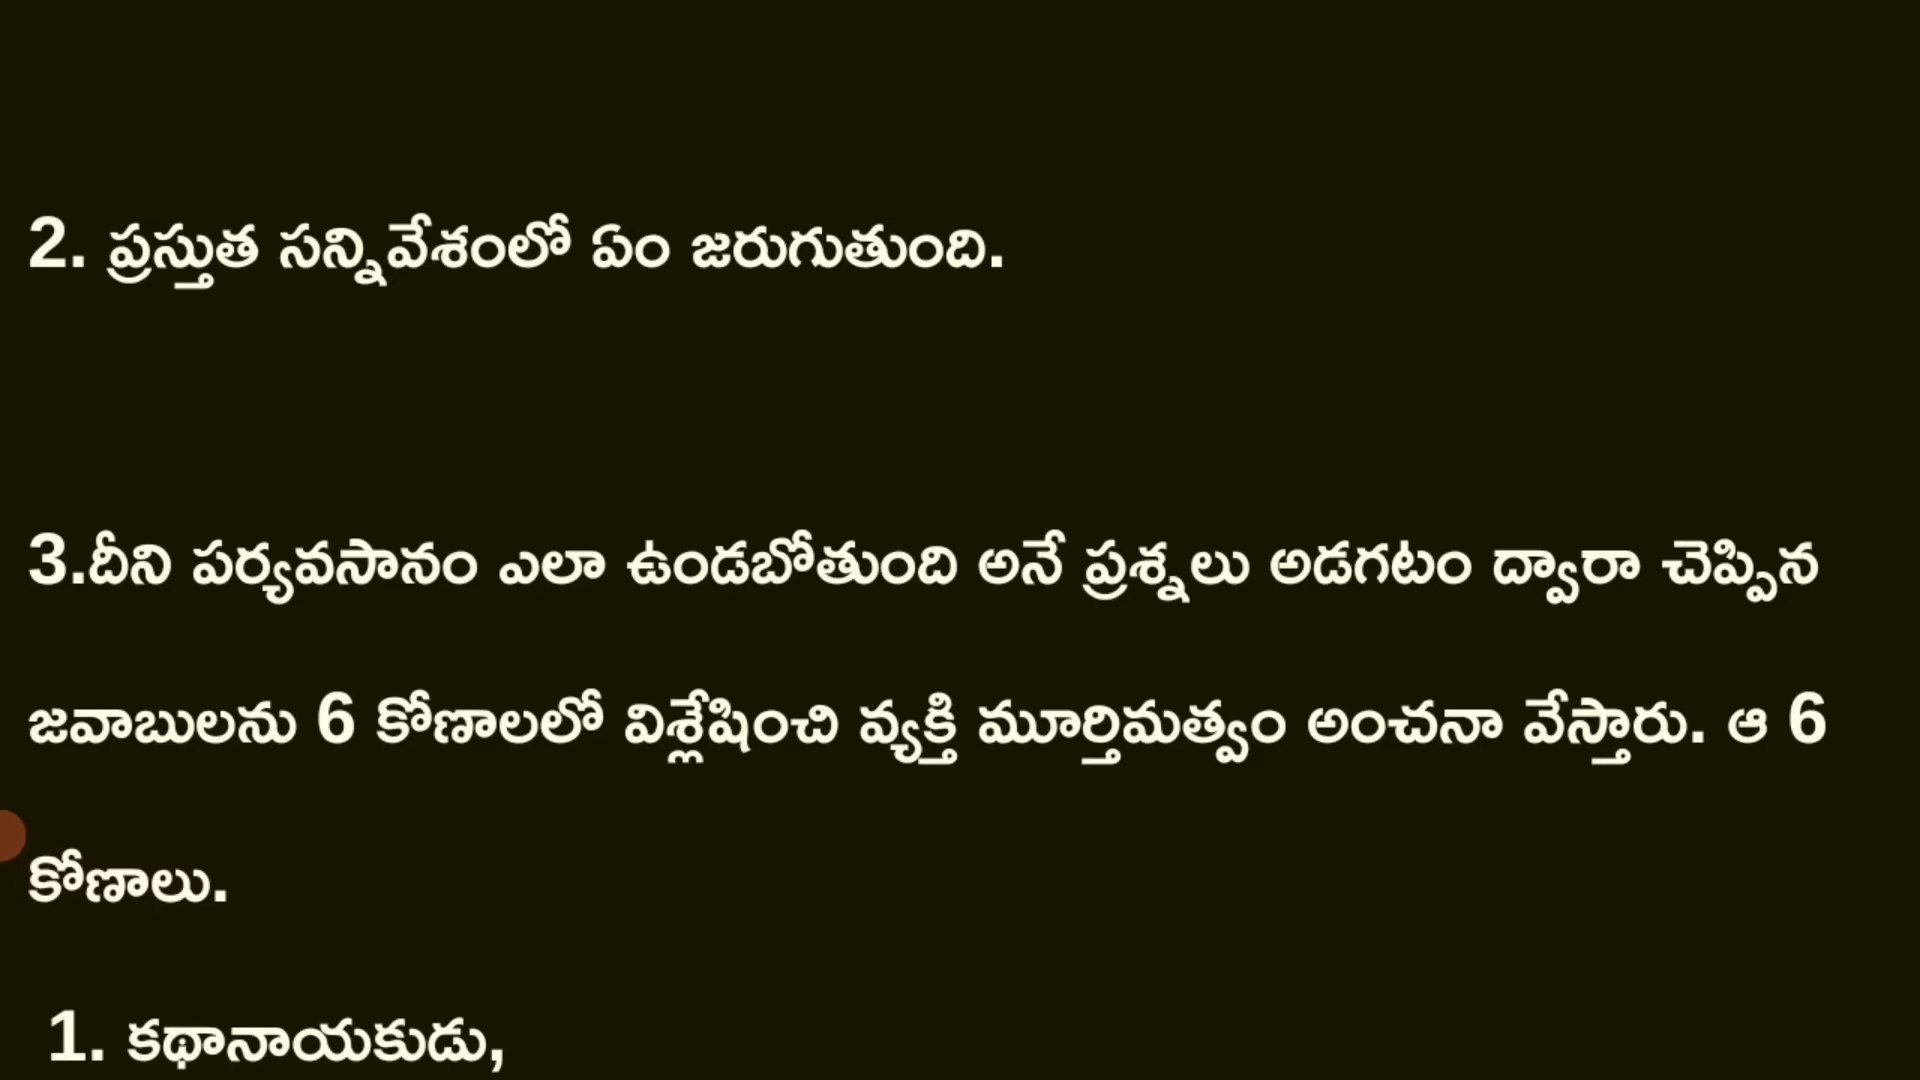 2. ప్రస్తుత సన్నివేశంలో ఏం జరుగుతుంది.
3.దీని పర్యవసానం ఎలా ఉండబోతుంది అనే ప్రశ్నలు అడగటం ద్వారా చెప్పిన
జవాబులను 6 కోణాలలో విశ్లేషించి వ్యక్తి మూర్తిమత్వం అంచనా వేస్తారు. ఆ 6
కోణాలు.
1. కథానాయకుడు,